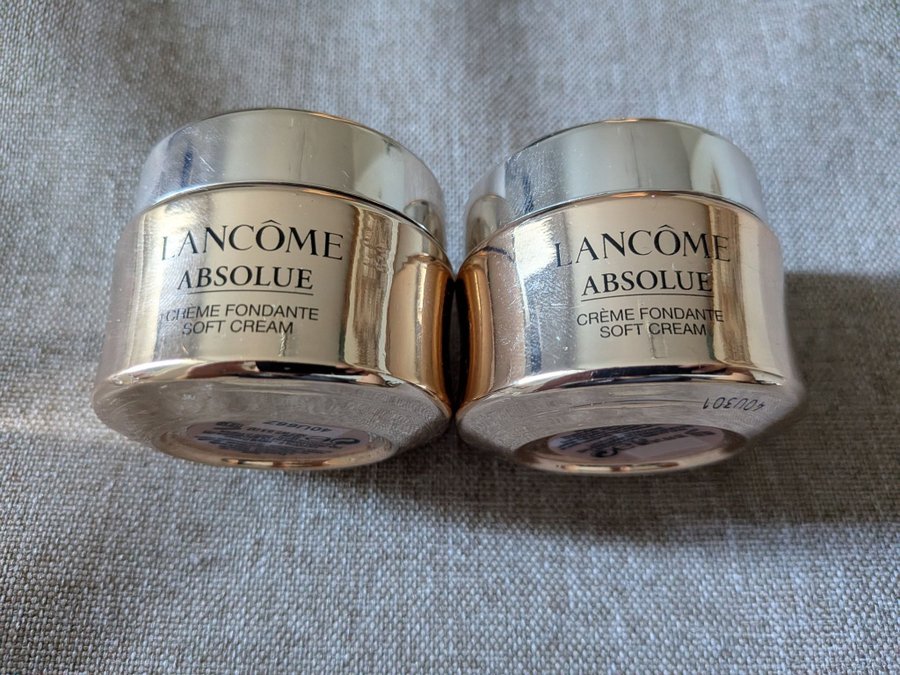 LANCÔME
ABSOLUE
CRÈME FONDANTE
SOFT CREAM
LANCÔME
ABSOLUE
CRÈME FONDANTE
SOFT CREAM
40U301